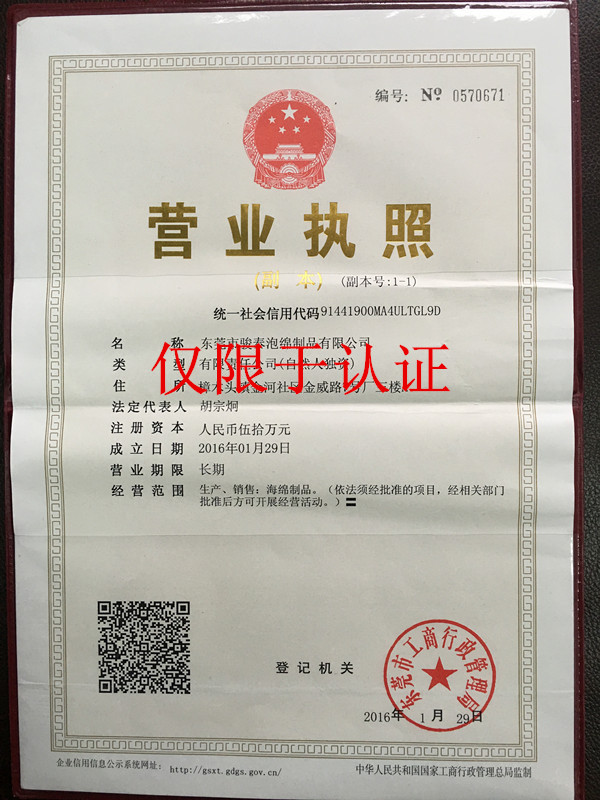 编号: № 0570671
营业执照
(副 本) (副本号:1-1)
统一社会信用代码91441900MA4ULTGL9D
名 称 东莞市骏泰泡绵制品有限公司
类 型 有限责任公司(自然人独资)
仅限于认证
住 所 樟木头镇金河社区金威路 号厂 三楼
法定代表人 胡宗炯
注册资本 人民币伍拾万元
成立日期 2016年01月29日
营业期限 长期
经营范围 生产、销售:海绵制品。(依法须经批准的项目,经相关部门
批准后方可开展经营活动。)〓
登记机关
东莞市工商行政管理局
2016年 1 月 29日
企业信用信息公示系统网址: http://gsxt.gdgs.gov.cn/
中华人民共和国国家工商行政管理总局监制